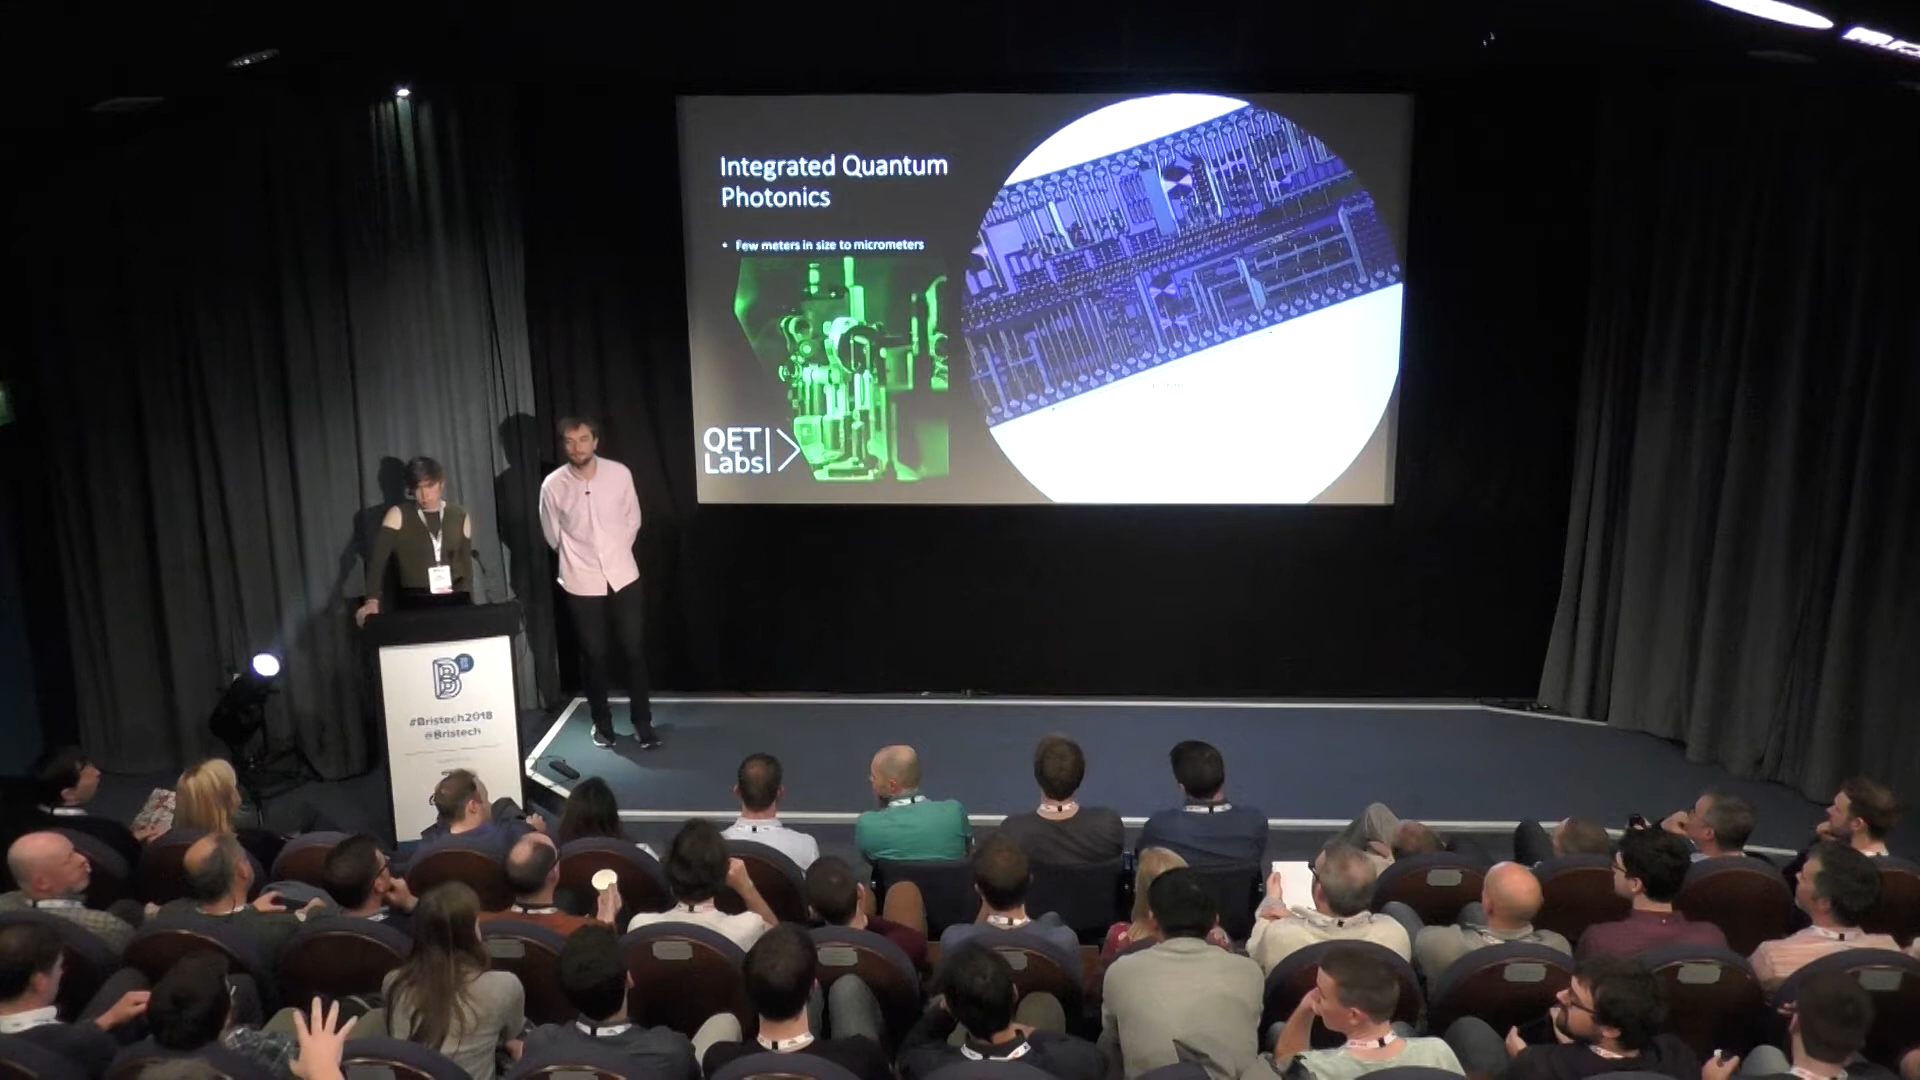 Integrated Quantum
Photonics
• Few meters in size to micrometers
QET
Labs
B
#Bristech2018
@Bristech